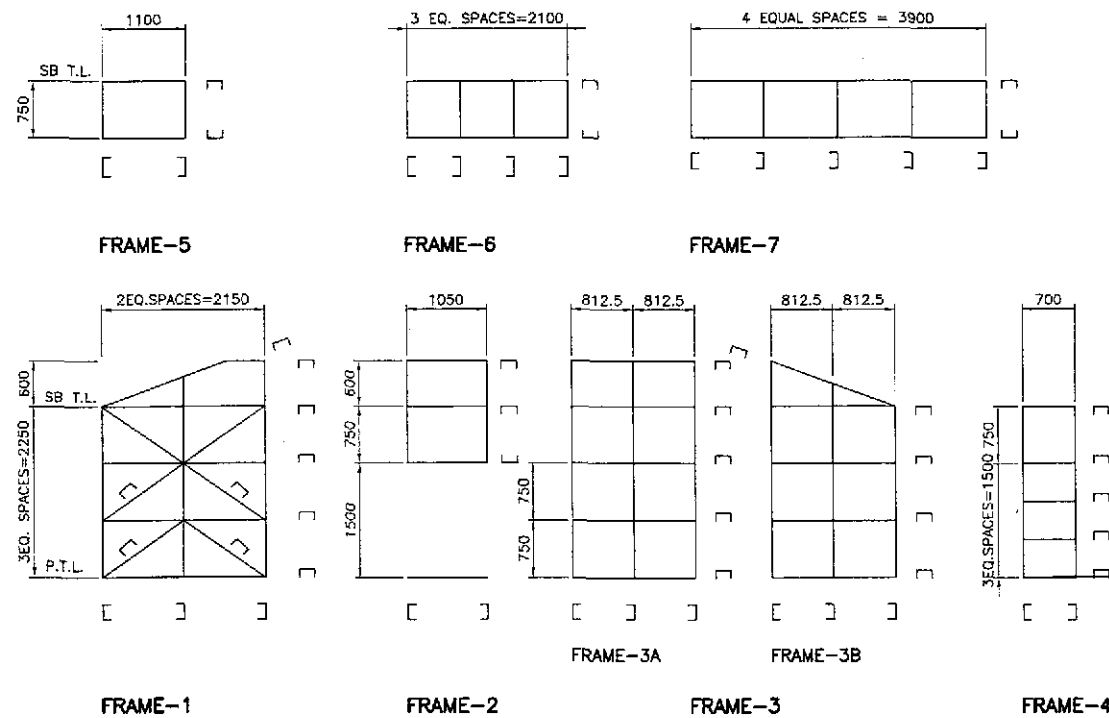 1100
3 EQ. SPACES=2100
4 EQUAL SPACES = 3900
SB T.L.
750
FRAME-5
FRAME-6
FRAME-7
2EQ.SPACES=2150
1050
812.5
812.5
812.5
812.5
700
600
600
SB T.L.
3EQ. SPACES=2250
750
750
1500
750
750
3EQ.SPACES=1500
P.T.L.
FRAME-3A
FRAME-3B
FRAME-1
FRAME-2
FRAME-3
FRAME-4